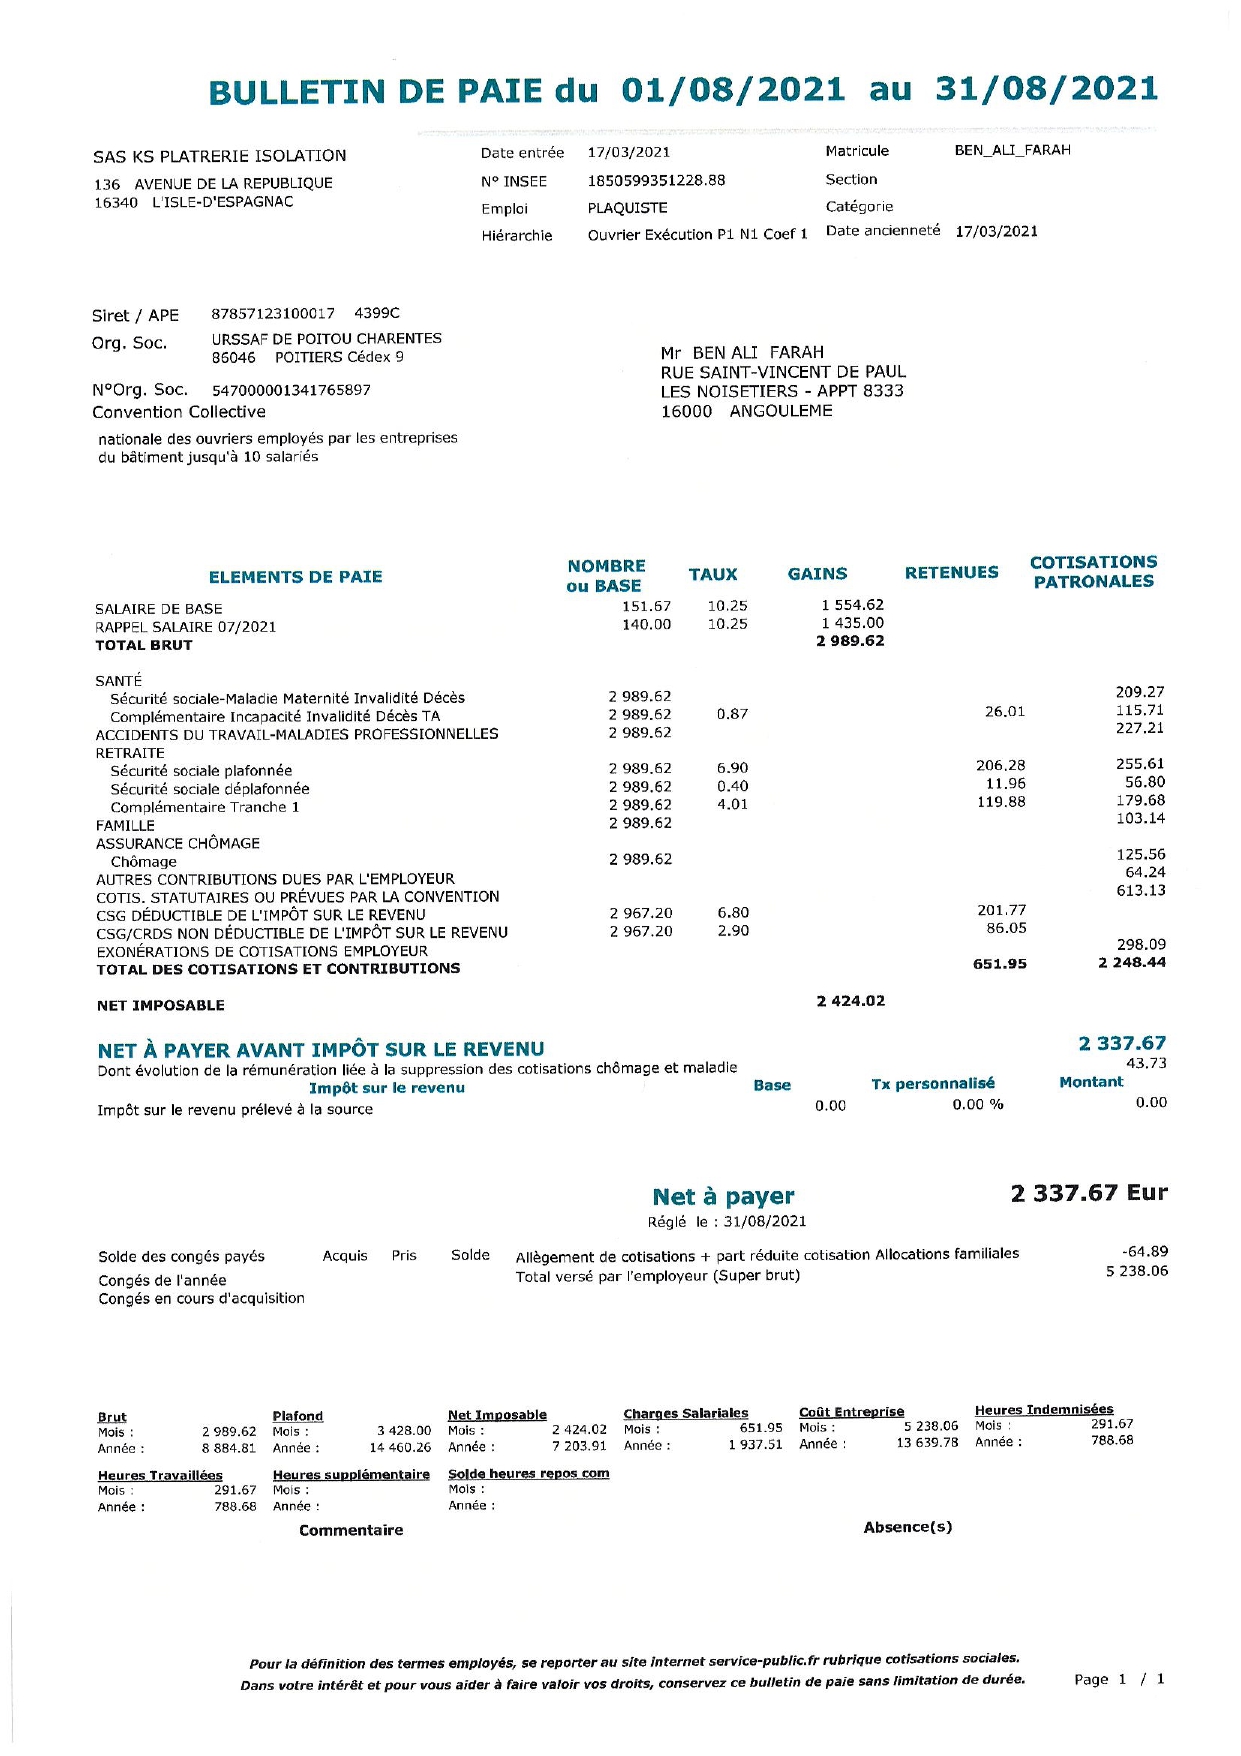 BULLETIN DE PAIE du 01/08/2021 au 31/08/2021
SAS KS PLATRERIE ISOLATION
136 AVENUE DE LA REPUBLIQUE
16340 L'ISLE-D'ESPAGNAC
Date entrée 17/03/2021 Matricule BEN_ALI_FARAH
N° INSEE 1850599351228.88 Section
Emploi PLAQUISTE Catégorie
Hiérarchie Ouvrier Exécution P1 N1 Coef 1 Date ancienneté 17/03/2021
Siret / APE 87857123100017 4399C
Org. Soc. URSSAF DE POITOU CHARENTES
86046 POITIERS Cédex 9
N°Org. Soc. 547000001341765897
Convention Collective
nationale des ouvriers employés par les entreprises
du bâtiment jusqu'à 10 salariés
Mr BEN ALI FARAH
RUE SAINT-VINCENT DE PAUL
LES NOISETIERS - APPT 8333
16000 ANGOULEME
ELEMENTS DE PAIE NOMBRE ou BASE TAUX GAINS RETENUES COTISATIONS PATRONALES
SALAIRE DE BASE 151.67 10.25 1 554.62
RAPPEL SALAIRE 07/2021 140.00 10.25 1 435.00
TOTAL BRUT 2 989.62
SANTÉ
Sécurité sociale-Maladie Maternité Invalidité Décès 2 989.62 209.27
Complémentaire Incapacité Invalidité Décès TA 2 989.62 0.87 26.01 115.71
ACCIDENTS DU TRAVAIL-MALADIES PROFESSIONNELLES 2 989.62 227.21
RETRAITE
Sécurité sociale plafonnée 2 989.62 6.90 206.28 255.61
Sécurité sociale déplafonnée 2 989.62 0.40 11.96 56.80
Complémentaire Tranche 1 2 989.62 4.01 119.88 179.68
FAMILLE 2 989.62 103.14
ASSURANCE CHÔMAGE
Chômage 2 989.62 125.56
AUTRES CONTRIBUTIONS DUES PAR L'EMPLOYEUR 64.24
COTIS. STATUTAIRES OU PRÉVUES PAR LA CONVENTION 613.13
CSG DÉDUCTIBLE DE L'IMPÔT SUR LE REVENU 2 967.20 6.80 201.77
CSG/CRDS NON DÉDUCTIBLE DE L'IMPÔT SUR LE REVENU 2 967.20 2.90 86.05
EXONÉRATIONS DE COTISATIONS EMPLOYEUR 298.09
TOTAL DES COTISATIONS ET CONTRIBUTIONS 651.95 2 248.44
NET IMPOSABLE 2 424.02
NET À PAYER AVANT IMPÔT SUR LE REVENU 2 337.67
Dont évolution de la rémunération liée à la suppression des cotisations chômage et maladie 43.73
Impôt sur le revenu Base Tx personnalisé Montant
Impôt sur le revenu prélevé à la source 0.00 0.00 % 0.00
Net à payer 2 337.67 Eur
Réglé le : 31/08/2021
Solde des congés payés Acquis Pris Solde Allègement de cotisations + part réduite cotisation Allocations familiales -64.89
Congés de l'année Total versé par l'employeur (Super brut) 5 238.06
Congés en cours d'acquisition
Brut Plafond Net Imposable Charges Salariales Coût Entreprise Heures Indemnisées
Mois : 2 989.62 Mois : 3 428.00 Mois : 2 424.02 Mois : 651.95 Mois : 5 238.06 Mois : 291.67
Année : 8 884.81 Année : 14 460.26 Année : 7 203.91 Année : 1 937.51 Année : 13 639.78 Année : 788.68
Heures Travaillées Heures supplémentaire Solde heures repos com
Mois : 291.67 Mois : Mois :
Année : 788.68 Année : Année :
Commentaire Absence(s)
Pour la définition des termes employés, se reporter au site internet service-public.fr rubrique cotisations sociales.
Dans votre intérêt et pour vous aider à faire valoir vos droits, conservez ce bulletin de paie sans limitation de durée. Page 1 / 1